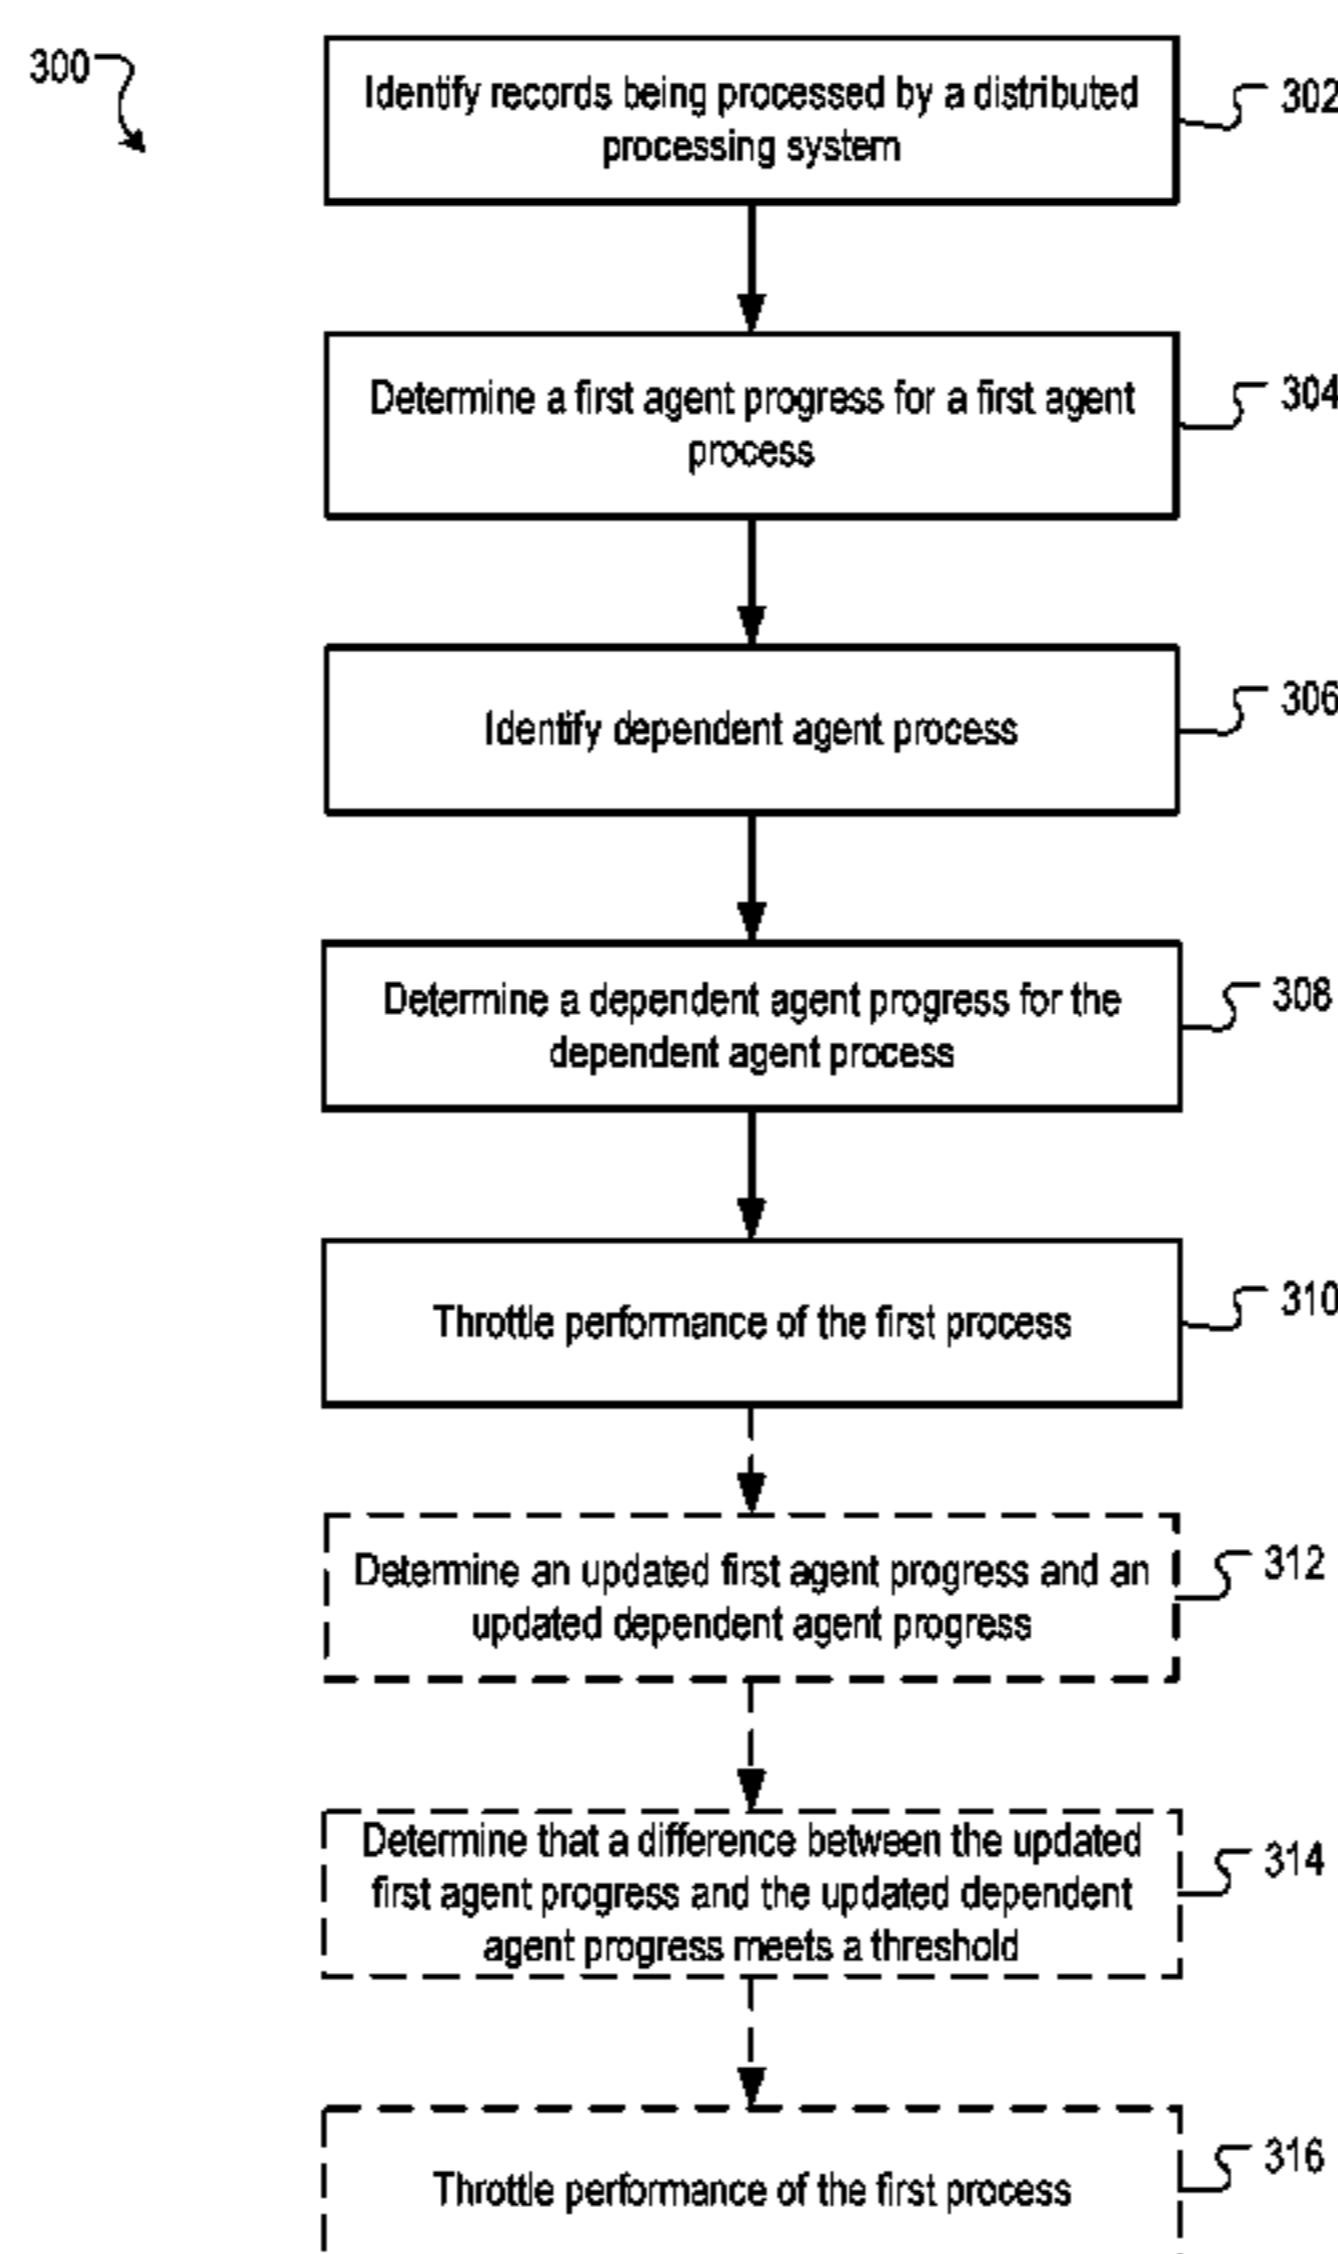 300
Identify records being processed by a distributed
processing system
302
Determine a first agent progress for a first agent
process
304
Identify dependent agent process
306
Determine a dependent agent progress for the
dependent agent process
308
Throttle performance of the first process
310
Determine an updated first agent progress and an
updated dependent agent progress
312
Determine that a difference between the updated
first agent progress and the updated dependent
agent progress meets a threshold
314
Throttle performance of the first process
316